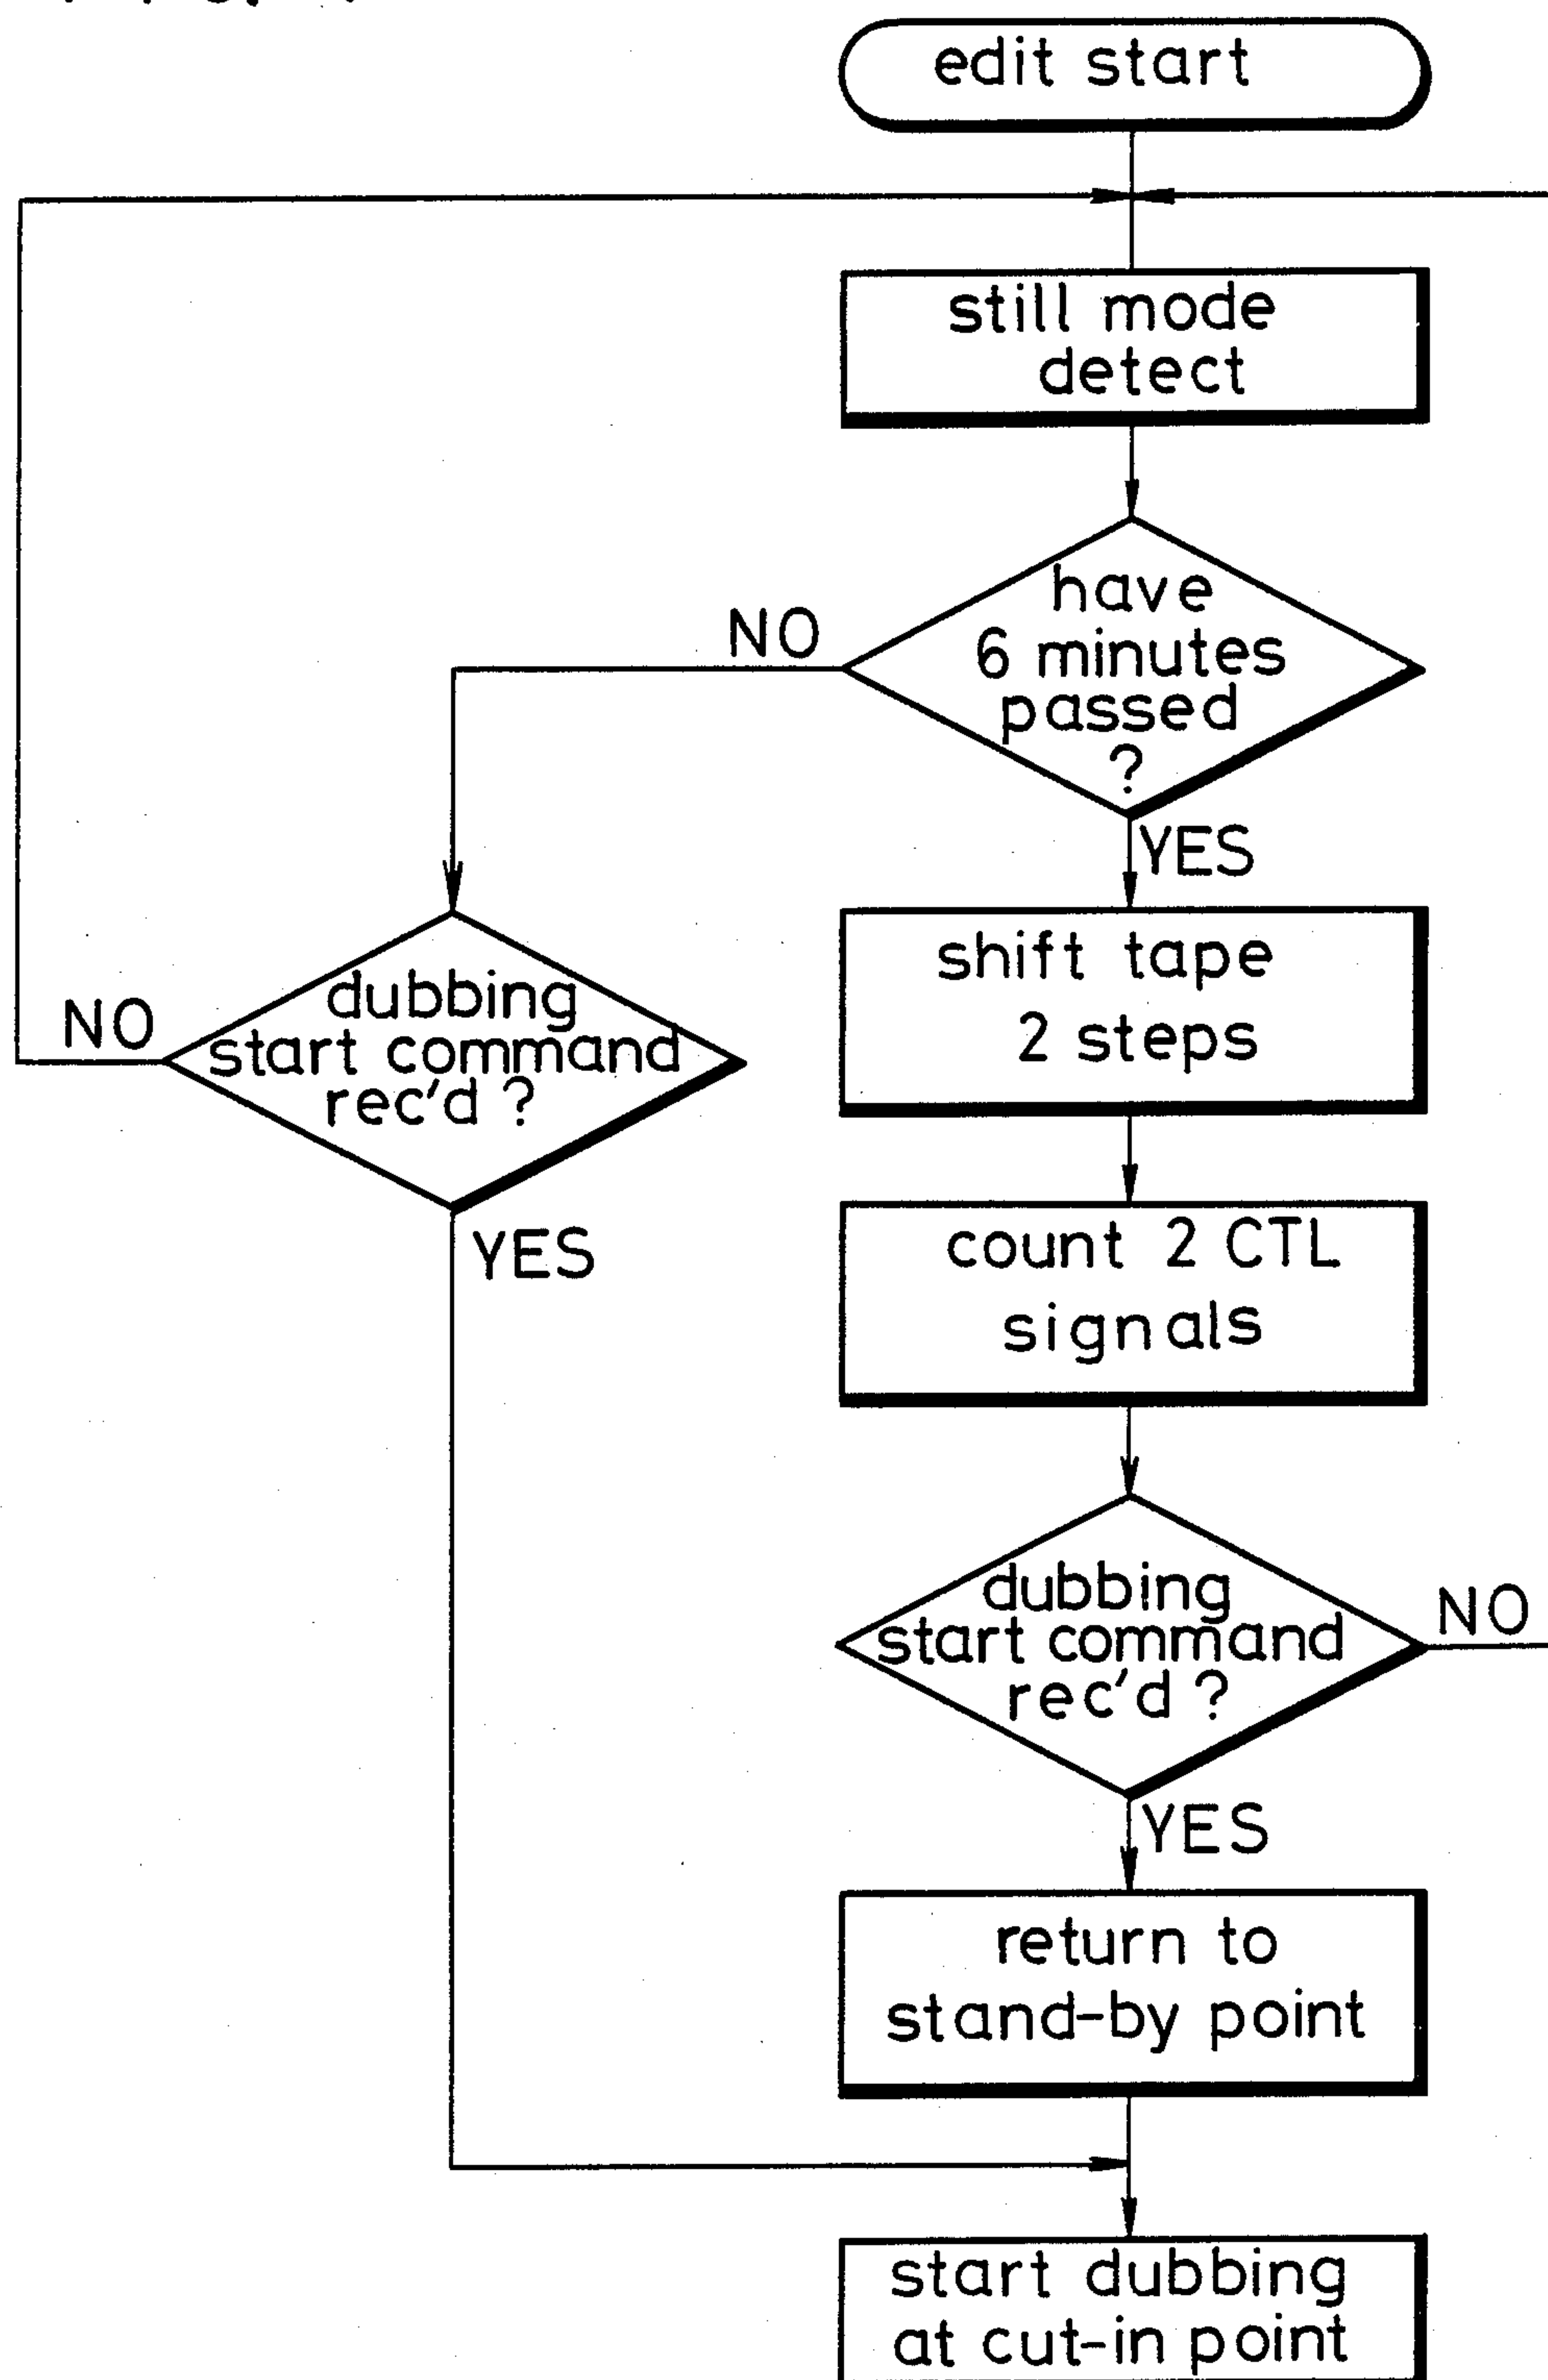 edit start
still mode
detect
have
6 minutes
passed
?
NO
YES
shift tape
2 steps
dubbing
start command
rec'd ?
NO
YES
count 2 CTL
signals
dubbing
start command
rec'd ?
NO
YES
return to
stand-by point
start dubbing
at cut-in point